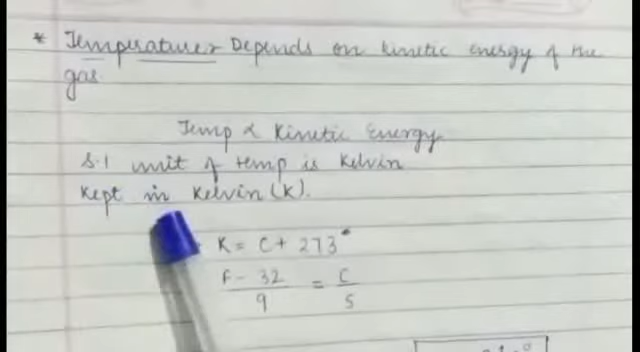 * Temperature Depends on kinetic energy of the
gas
Temp ∝ Kinetic Energy
S.I unit of temp is Kelvin
Kept in Kelvin (K).
K = C + 273°
F - 32 / 9 = C / 5